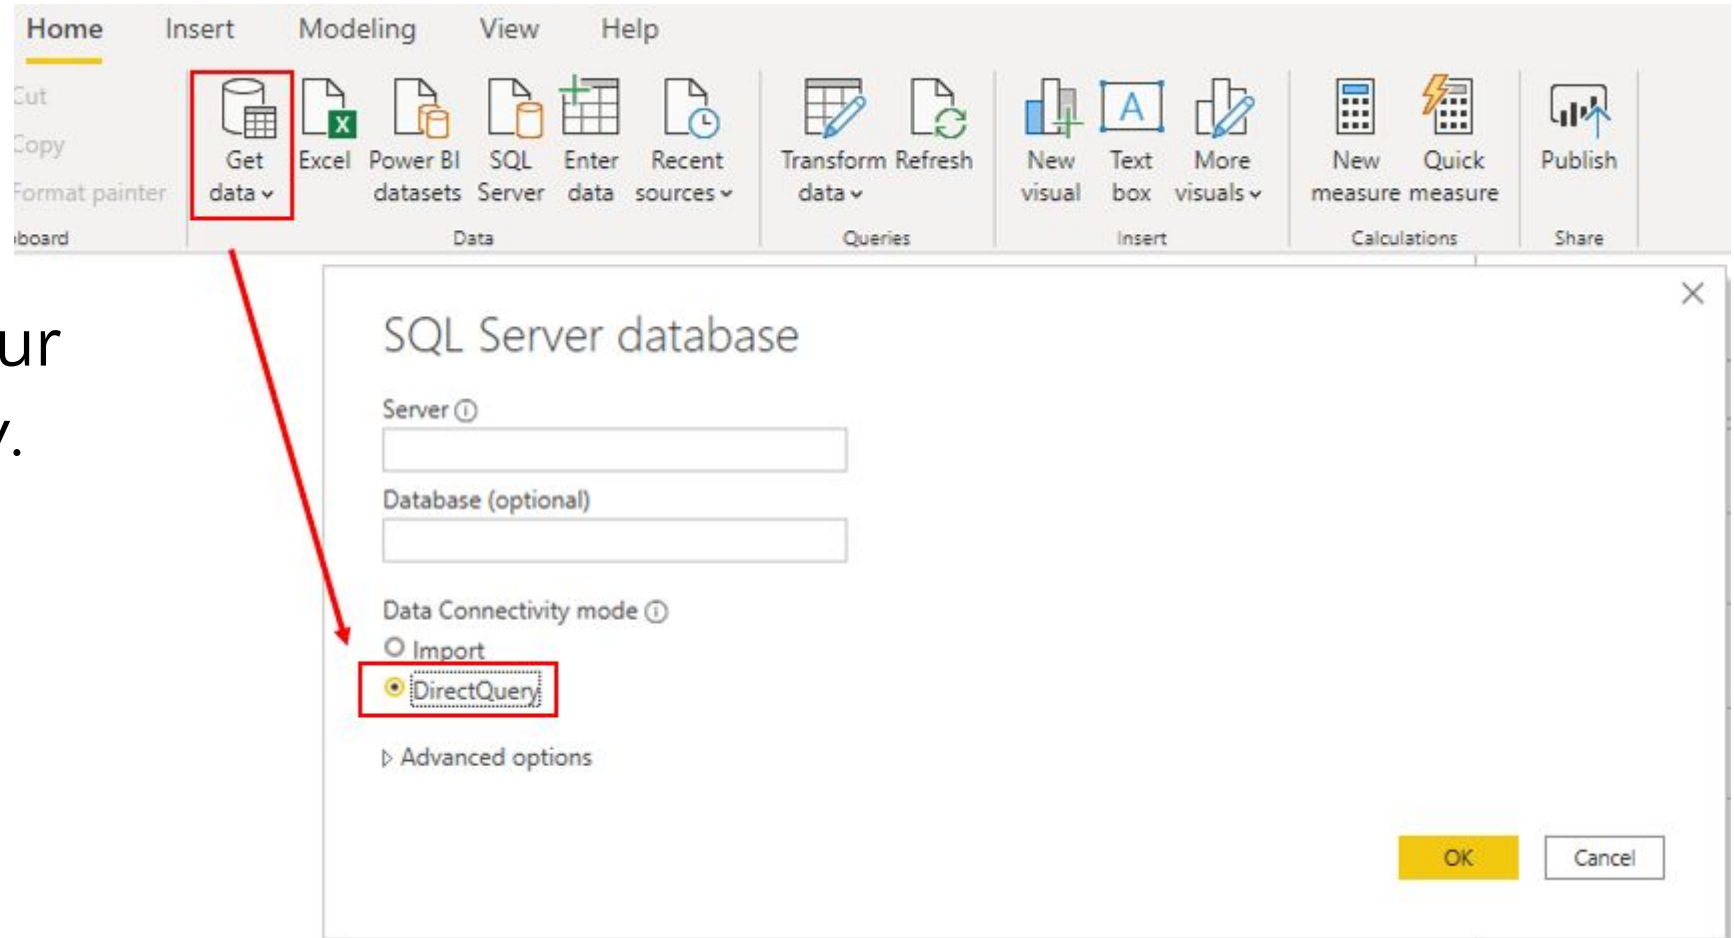 Home Insert Modeling View Help
Cut
Copy
Format painter
Get data
Excel
Power BI datasets
SQL Server
Enter data
Recent sources
Transform data
Refresh
New visual
Text box
More visuals
New measure
Quick measure
Publish
Data Queries Insert Calculations Share
SQL Server database
Server
Database (optional)
Data Connectivity mode
Import
DirectQuery
Advanced options
OK Cancel